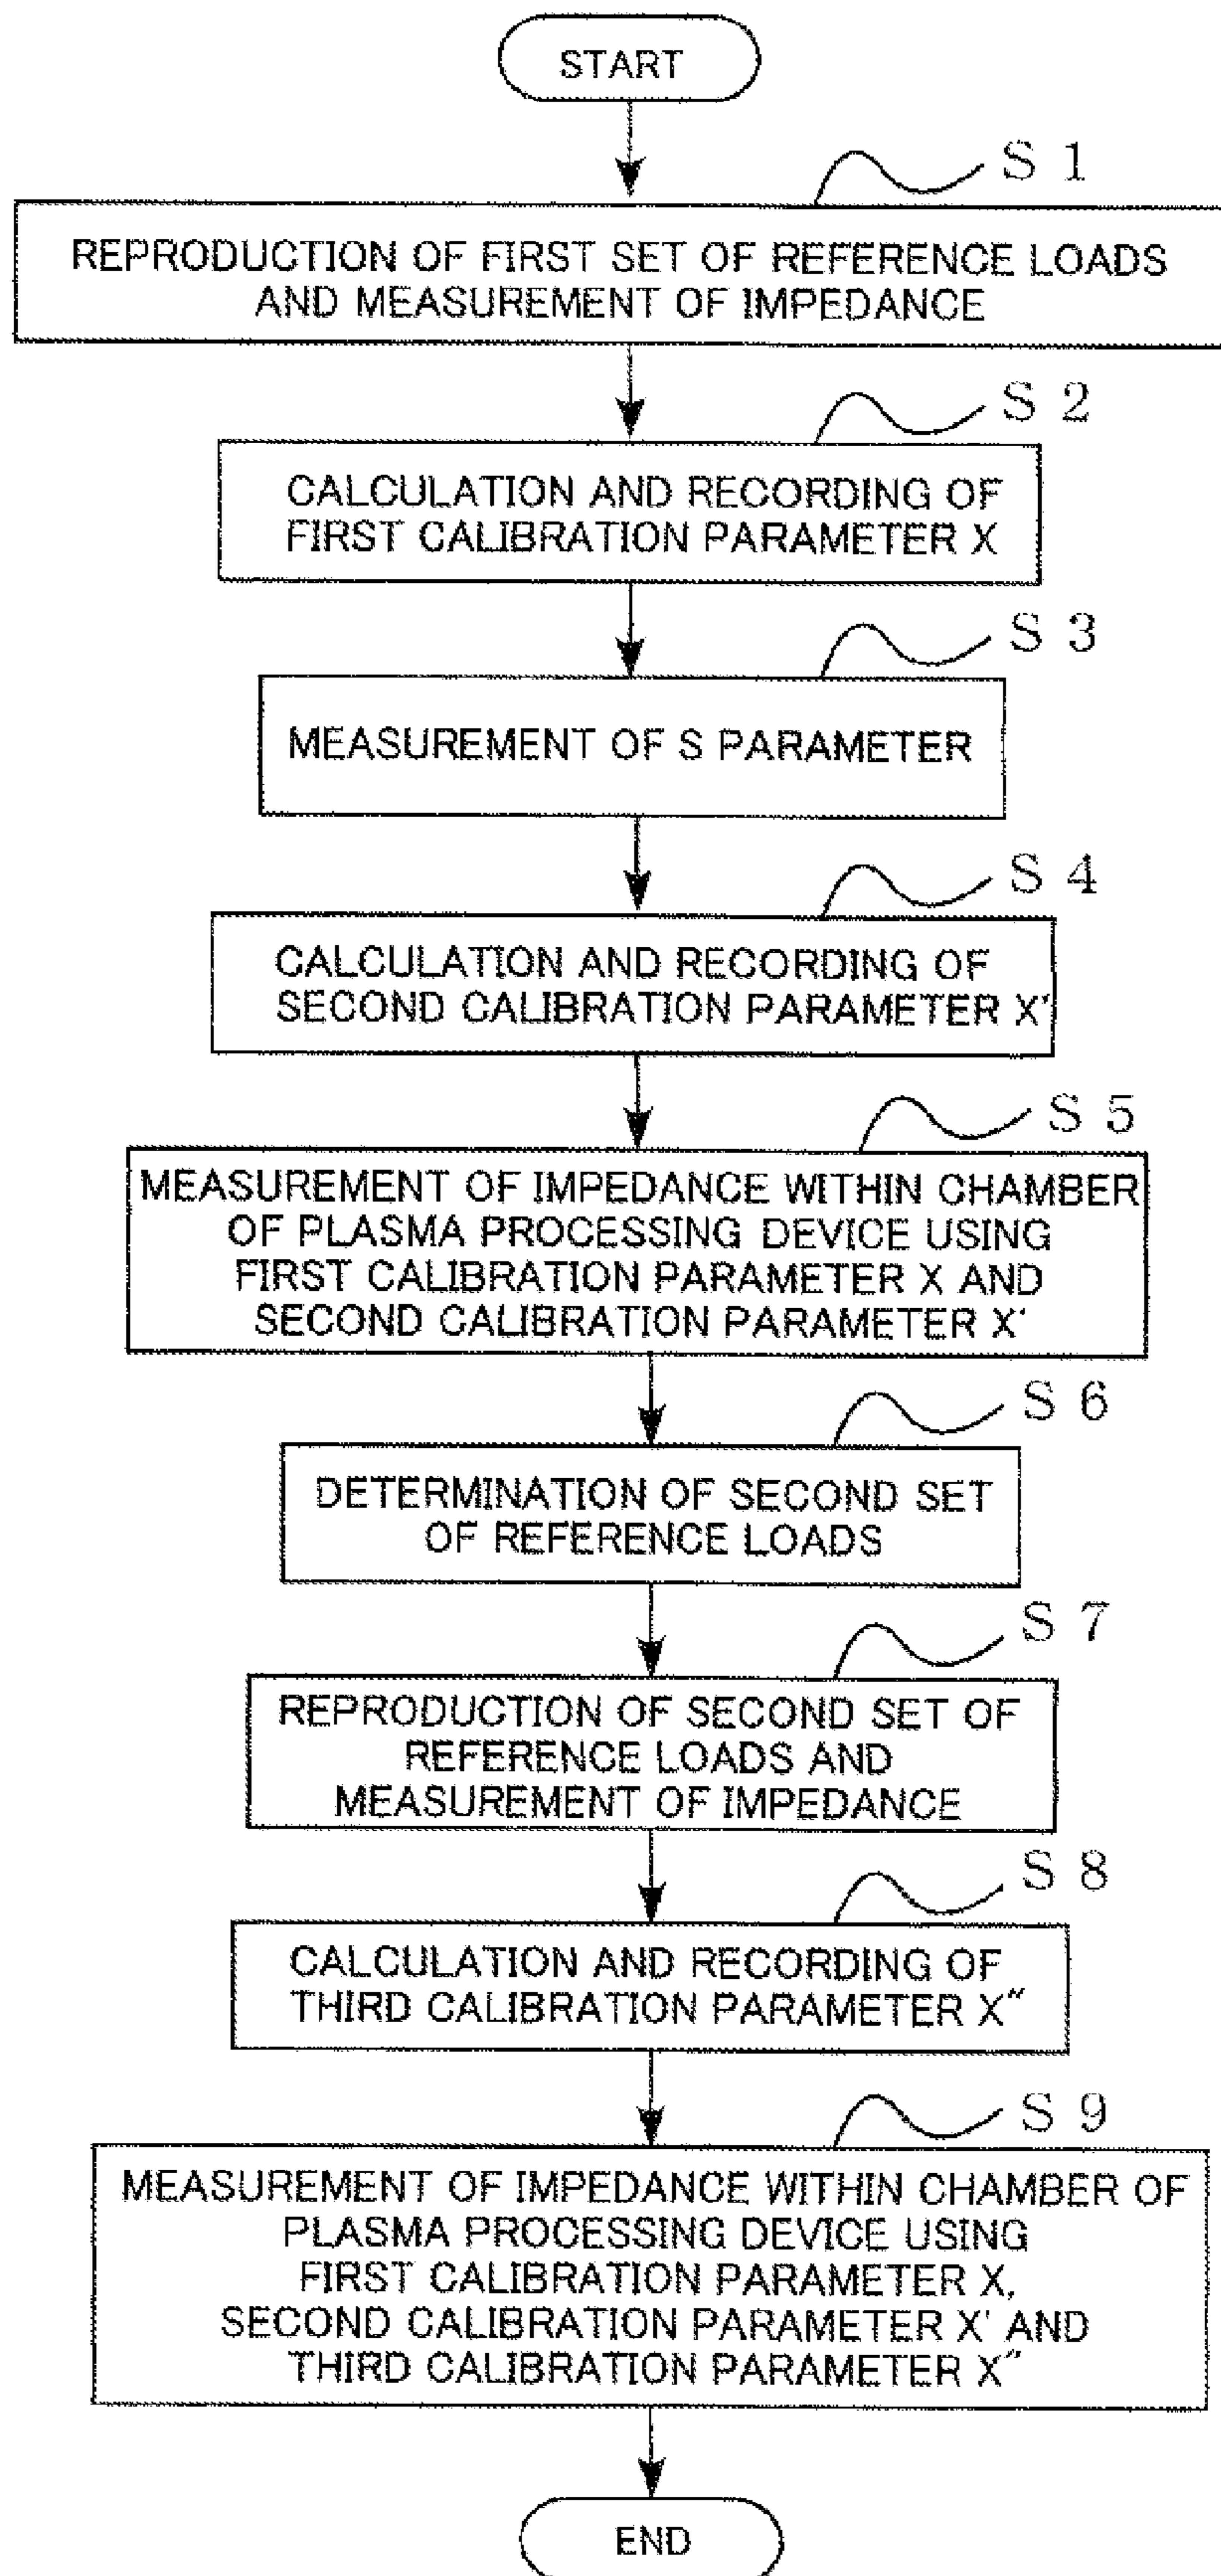 START
S 1
REPRODUCTION OF FIRST SET OF REFERENCE LOADS
AND MEASUREMENT OF IMPEDANCE
S 2
CALCULATION AND RECORDING OF
FIRST CALIBRATION PARAMETER X
S 3
MEASUREMENT OF S PARAMETER
S 4
CALCULATION AND RECORDING OF
SECOND CALIBRATION PARAMETER X'
S 5
MEASUREMENT OF IMPEDANCE WITHIN CHAMBER
OF PLASMA PROCESSING DEVICE USING
FIRST CALIBRATION PARAMETER X AND
SECOND CALIBRATION PARAMETER X'
S 6
DETERMINATION OF SECOND SET
OF REFERENCE LOADS
S 7
REPRODUCTION OF SECOND SET OF
REFERENCE LOADS AND
MEASUREMENT OF IMPEDANCE
S 8
CALCULATION AND RECORDING OF
THIRD CALIBRATION PARAMETER X"
S 9
MEASUREMENT OF IMPEDANCE WITHIN CHAMBER OF
PLASMA PROCESSING DEVICE USING
FIRST CALIBRATION PARAMETER X,
SECOND CALIBRATION PARAMETER X' AND
THIRD CALIBRATION PARAMETER X"
END